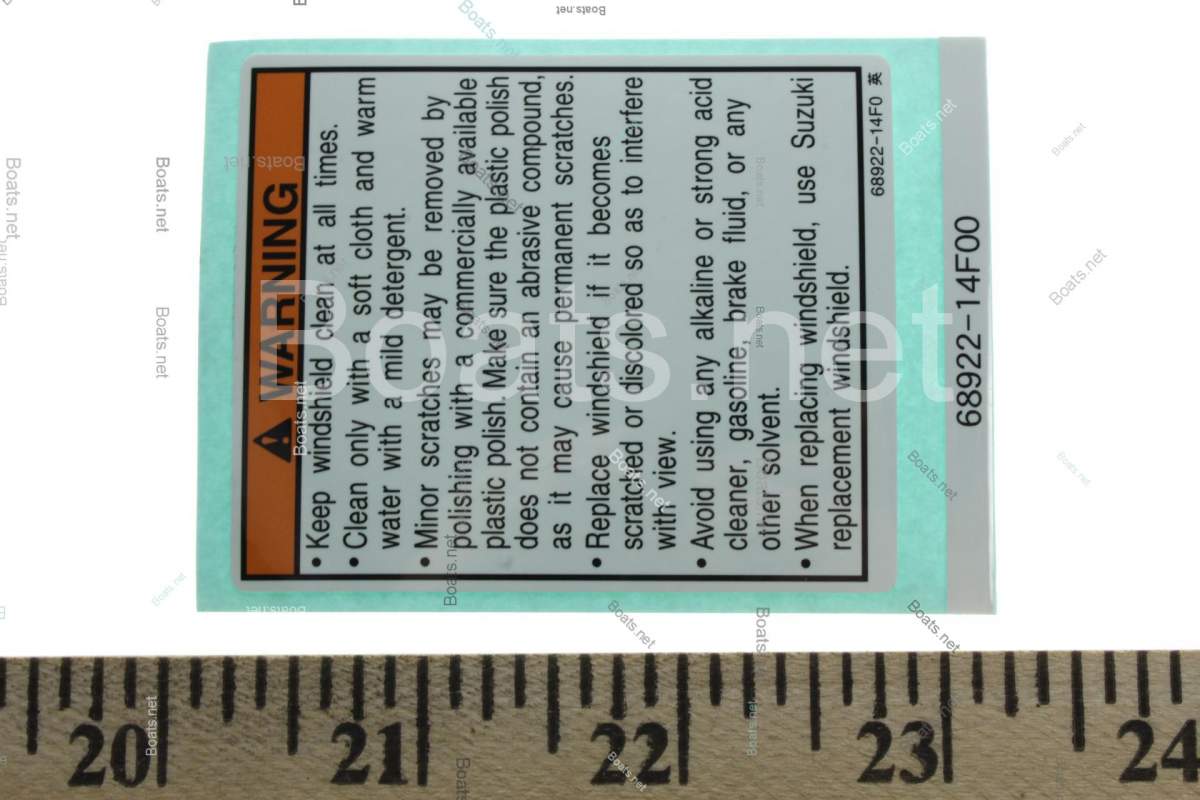 WARNING
• Keep windshield clean at all times.
• Clean only with a soft cloth and warm
water with a mild detergent.
• Minor scratches may be removed by
polishing with a commercially available
plastic polish. Make sure the plastic polish
does not contain an abrasive compound,
as it may cause permanent scratches.
• Replace windshield if it becomes
scratched or discolored so as to interfere
with view.
• Avoid using any alkaline or strong acid
cleaner, gasoline, brake fluid, or any
other solvent.
• When replacing windshield, use Suzuki
replacement windshield.
68922-14F0 英
68922-14F00
Boats.net
20 21 22 23 24